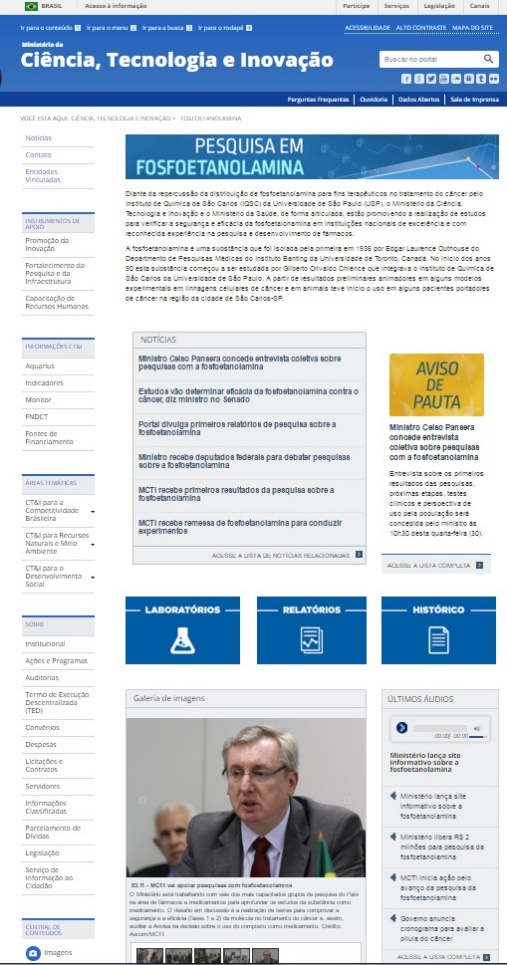 BRASIL Acesso à informação Participe Serviços Legislação Canais
Ir para o conteúdo 1 Ir para o menu 2 Ir para a busca 3 Ir para o rodapé 4 ACESSIBILIDADE ALTO CONTRASTE MAPA DO SITE
Ministério da
Ciência, Tecnologia e Inovação
Buscar no portal
Perguntas Frequentes Ouvidoria Dados Abertos Sala de Imprensa
VOCÊ ESTÁ AQUI: CIÊNCIA, TECNOLOGIA E INOVAÇÃO > FOSFOETANOLAMINA
Notícias
Contato
Entidades
Vinculadas
INSTRUMENTOS DE
APOIO
Promoção da
Inovação
Fortalecimento da
Pesquisa e da
Infraestrutura
Capacitação de
Recursos Humanos
INFORMAÇÕES CT&I
Aquarius
Indicadores
Monitor
FNDCT
Fontes de
Financiamento
ÁREAS TEMÁTICAS
CT&I para a
Competitividade
Brasileira
CT&I para Recursos
Naturais e Meio
Ambiente
CT&I para o
Desenvolvimento
Social
SOBRE
Institucional
Ações e Programas
Auditorias
Termo de Execução
Descentralizada
(TED)
Convênios
Despesas
Licitações e
Contratos
Servidores
Informações
Classificadas
Parcelamento de
Dívidas
Legislação
Serviço de
Informação ao
Cidadão
CENTRAL DE
CONTEÚDOS
Imagens
PESQUISA EM
FOSFOETANOLAMINA
Diante da repercussão da distribuição de fosfoetanolamina para fins terapêuticos no tratamento do câncer pelo
Instituto de Química de São Carlos (IQSC) da Universidade de São Paulo (USP), o Ministério da Ciência,
Tecnologia e Inovação e o Ministério da Saúde, de forma articulada, estão promovendo a realização de estudos
para verificar a segurança e eficácia da fosfoetanolamina em instituições nacionais de excelência e com
reconhecida experiência na pesquisa e desenvolvimento de fármacos.
A fosfoetanolamina é uma substância que foi isolada pela primeira em 1936 por Edgar Laurence Outhouse do
Departamento de Pesquisas Médicas do Instituto Banting da Universidade de Toronto, Canadá. No início dos anos
90 esta substância começou a ser estudada por Gilberto Orivaldo Chierice que integrava o Instituto de Química de
São Carlos da Universidade de São Paulo. A partir de resultados preliminares animadores em alguns modelos
experimentais em linhagens celulares de câncer e em animais teve início o uso em alguns pacientes portadores
de câncer na região da cidade de São Carlos-SP.
NOTÍCIAS
Ministro Celso Pansera concede entrevista coletiva sobre
pesquisas com a fosfoetanolamina
Estudos vão determinar eficácia da fosfoetanolamina contra o
câncer, diz ministro no Senado
Portal divulga primeiros relatórios de pesquisa sobre a
fosfoetanolamina
Ministro recebe deputados federais para debater pesquisas
sobre a fosfoetanolamina
MCTI recebe primeiros resultados da pesquisa sobre a
fosfoetanolamina
MCTI recebe remessa de fosfoetanolamina para conduzir
experimentos
ACESSE A LISTA DE NOTÍCIAS RELACIONADAS
AVISO
DE
PAUTA
Ministro Celso Pansera
concede entrevista
coletiva sobre pesquisas
com a fosfoetanolamina
Entrevista sobre os primeiros
resultados das pesquisas,
próximas etapas, testes
clínicos e perspectiva de
uso pela população será
concedida pelo ministro às
10h30 desta quarta-feira (30).
ACESSE A LISTA COMPLETA
LABORATÓRIOS
RELATÓRIOS
HISTÓRICO
Galeria de imagens
03.11 - MCTI vai apoiar pesquisas com fosfoetanolamina
O Ministério está trabalhando com seis dos mais capacitados grupos de pesquisa do País
na área de fármacos e medicamentos para aprofundar os estudos da substância como
medicamento. O desafio em discussão é a realização de testes para comprovar a
segurança e a eficácia (fases 1 e 2) da molécula no tratamento do câncer e, assim,
auxiliar a Anvisa na decisão sobre o uso do composto como medicamento. Crédito:
Ascom/MCTI
ÚLTIMOS ÁUDIOS
00:00/ 00:00
Ministério lança site
informativo sobre a
fosfoetanolamina
Ministério lança site
informativo sobre a
fosfoetanolamina
Ministério libera R$ 2
milhões para pesquisa da
fosfoetanolamina
MCTI inicia ação pelo
avanço da pesquisa da
fosfoetanolamina
Governo anuncia
cronograma para avaliar a
pílula do câncer
ACESSE A LISTA COMPLETA